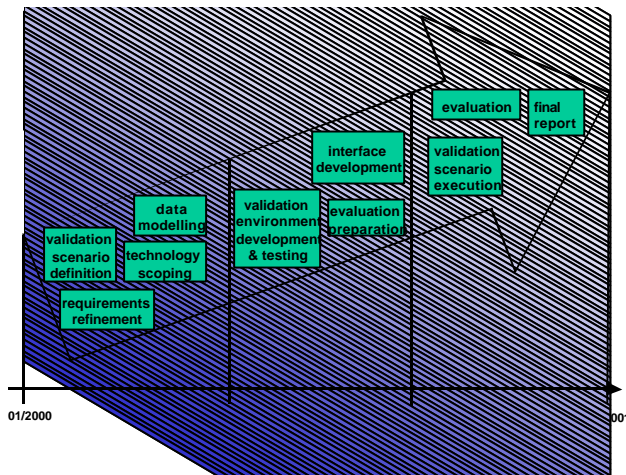 evaluation
final
report
interface
development
validation
scenario
execution
data
modelling
validation
environment
development
& testing
evaluation
preparation
validation
scenario
definition
technology
scoping
requirements
refinement
01/2000